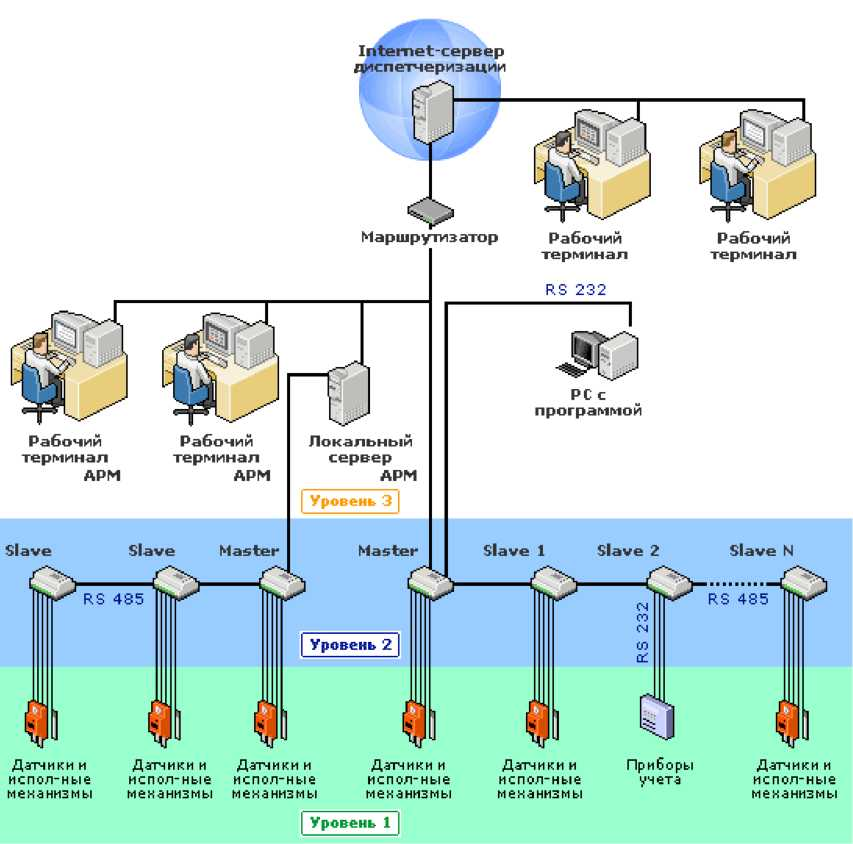 Internet-сервер
диспетчеризации
Маршрутизатор
Рабочий
терминал
Рабочий
терминал
RS 232
PC с
программой
Рабочий
терминал
АРМ
Рабочий
терминал
АРМ
Локальный
сервер
АРМ
Уровень 3
Slave
Slave
Master
Master
Slave 1
Slave 2
Slave N
RS 485
RS 232
RS 485
Уровень 2
Датчики и
испол-ные
механизмы
Датчики и
испол-ные
механизмы
Датчики и
испол-ные
механизмы
Датчики и
испол-ные
механизмы
Датчики и
испол-ные
механизмы
Приборы
учета
Датчики и
испол-ные
механизмы
Уровень 1